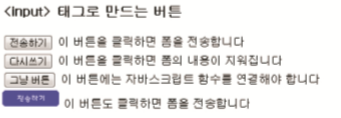 <input> 태그로 만드는 버튼
전송하기 이 버튼을 클릭하면 폼을 전송합니다
다시쓰기 이 버튼을 클릭하면 폼의 내용이 지워집니다
그냥 버튼 이 버튼에는 자바스크립트 함수를 연결해야 합니다
전송하기 이 버튼도 클릭하면 폼을 전송합니다